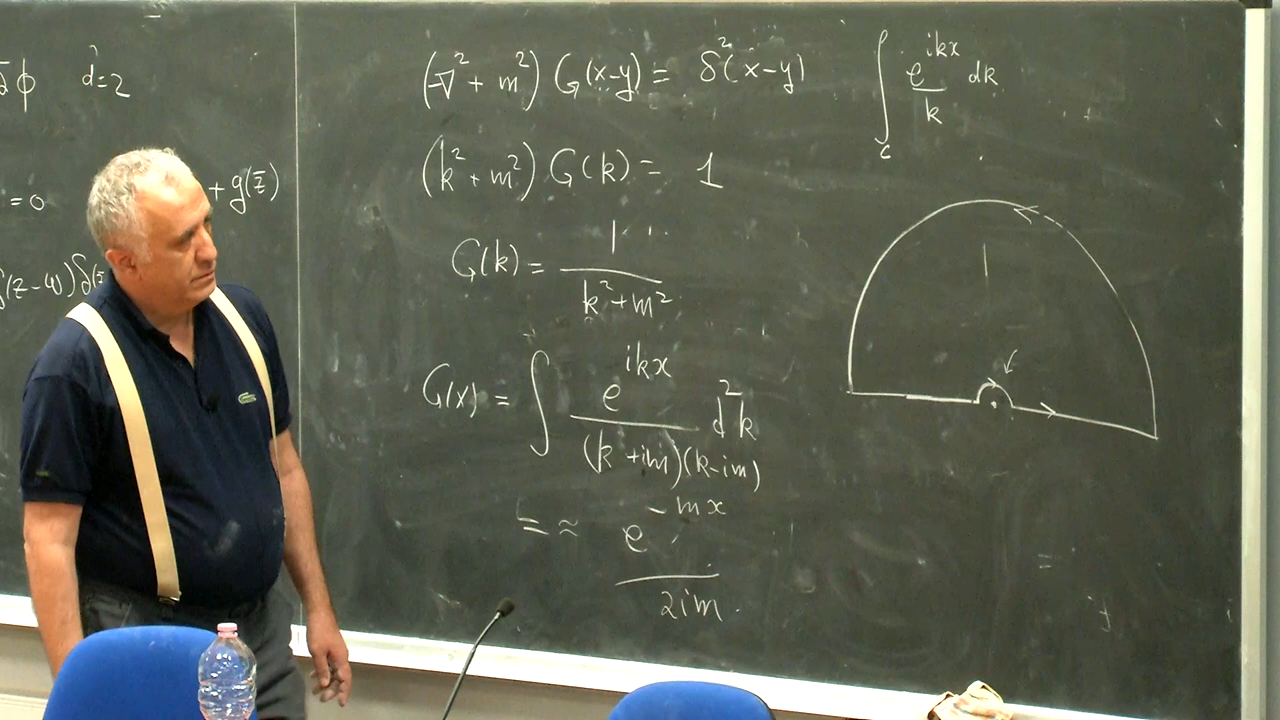 ∂̄ϕ d=2
=0 + g(z̄)
(z-w) δ(z̄
(-∇² + m²) G(x-y) = δ²(x-y)
(k² + m²) G(k) = 1
G(k) = 1/(k²+m²)
G(x) = ∫ e^{ikx}/((k+im)(k-im)) d²k
= ≈ e^{-mx}/(2im)
∫_c e^{ikx}/k dk